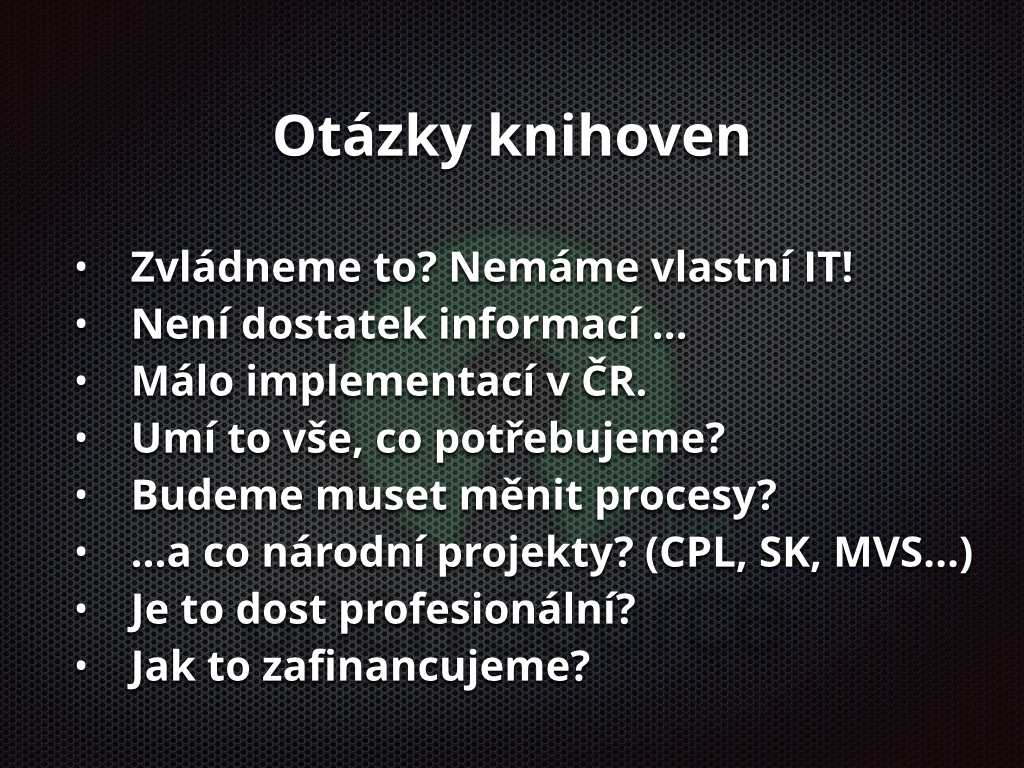 Otázky knihoven
• Zvládneme to? Nemáme vlastní IT!
• Není dostatek informací ...
• Málo implementací v ČR.
• Umí to vše, co potřebujeme?
• Budeme muset měnit procesy?
• ...a co národní projekty? (CPL, SK, MVS...)
• Je to dost profesionální?
• Jak to zafinancujeme?